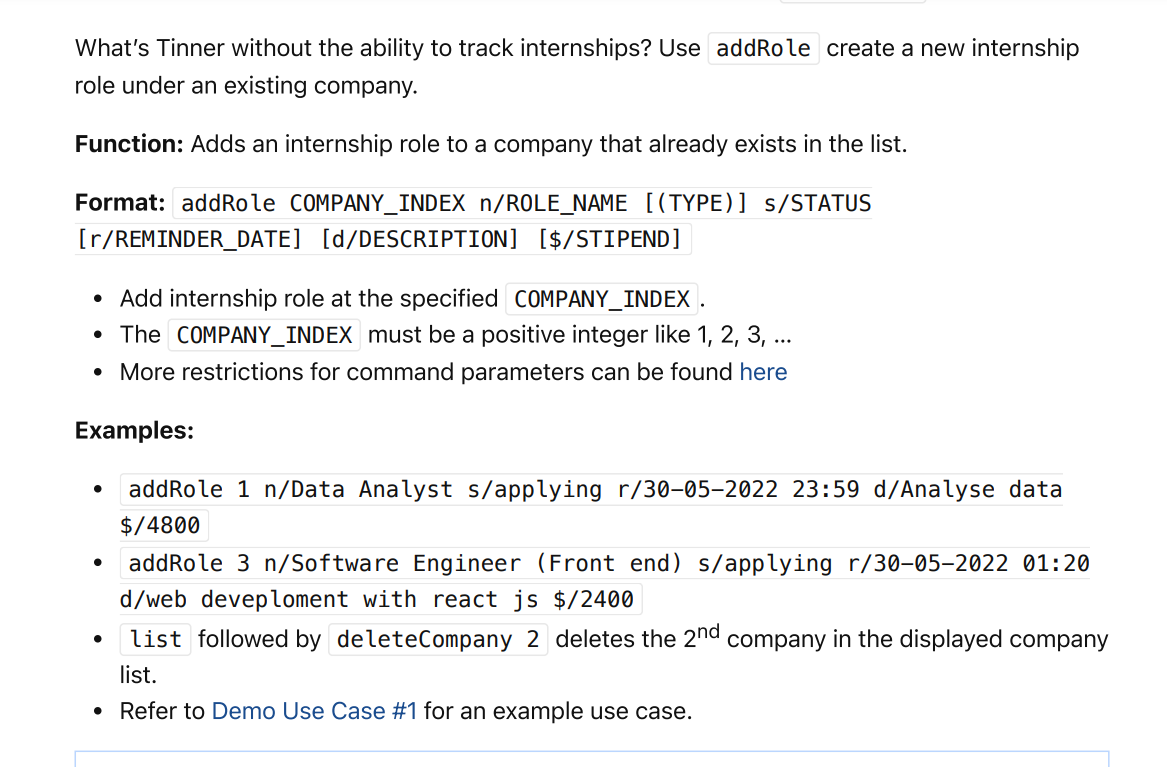 What’s Tinner without the ability to track internships? Use addRole create a new internship
role under an existing company.
Function: Adds an internship role to a company that already exists in the list.
Format: addRole COMPANY_INDEX n/ROLE_NAME [(TYPE)] s/STATUS
[r/REMINDER_DATE] [d/DESCRIPTION] [$/STIPEND]
• Add internship role at the specified COMPANY_INDEX .
• The COMPANY_INDEX must be a positive integer like 1, 2, 3, …
• More restrictions for command parameters can be found here
Examples:
• addRole 1 n/Data Analyst s/applying r/30-05-2022 23:59 d/Analyse data
$/4800
• addRole 3 n/Software Engineer (Front end) s/applying r/30-05-2022 01:20
d/web deveploment with react js $/2400
• list followed by deleteCompany 2 deletes the 2nd company in the displayed company
list.
• Refer to Demo Use Case #1 for an example use case.